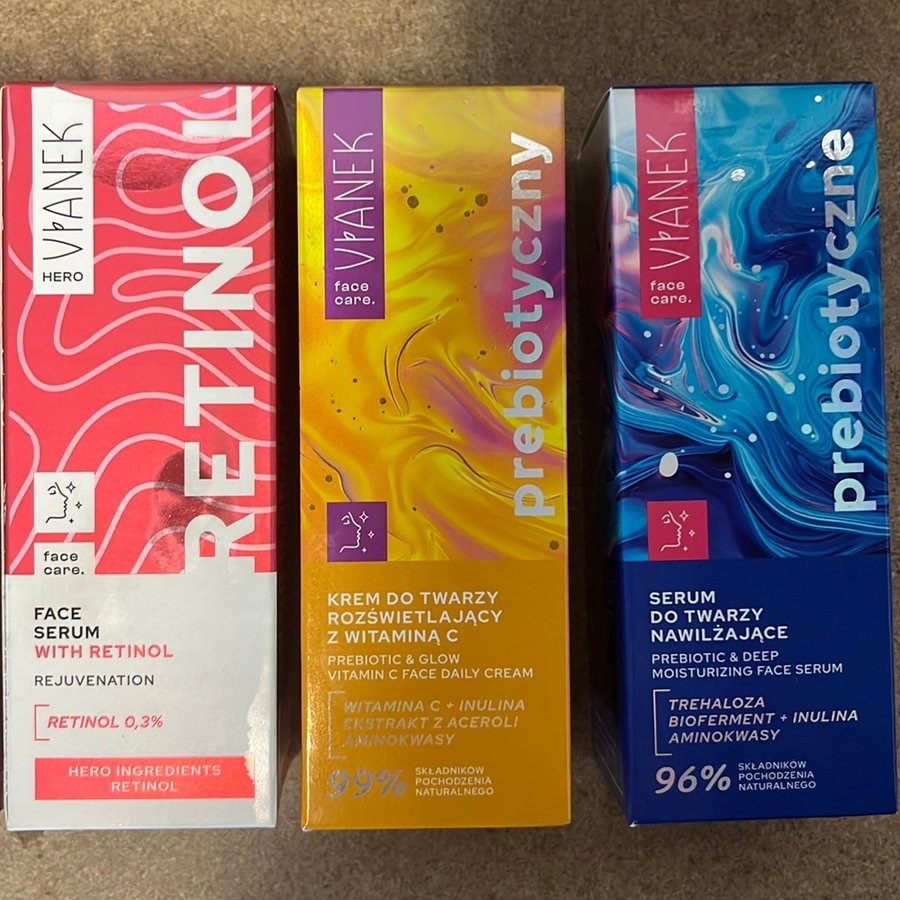 HERO VIANEK
RETINOL
face
care.
FACE
SERUM
WITH RETINOL
REJUVENATION
RETINOL 0,3%
HERO INGREDIENTS
RETINOL
VIANEK
face
care.
prebiotyczny
KREM DO TWARZY
ROZŚWIETLAJĄCY
Z WITAMINĄ C
PREBIOTIC & GLOW
VITAMIN C FACE DAILY CREAM
WITAMINA C + INULINA
EKSTRAKT Z ACEROLI
AMINOKWASY
99% SKŁADNIKÓW
POCHODZENIA
NATURALNEGO
VIANEK
face
care.
prebiotyczne
SERUM
DO TWARZY
NAWILŻAJĄCE
PREBIOTIC & DEEP
MOISTURIZING FACE SERUM
TREHALOZA
BIOFERMENT + INULINA
AMINOKWASY
96% SKŁADNIKÓW
POCHODZENIA
NATURALNEGO